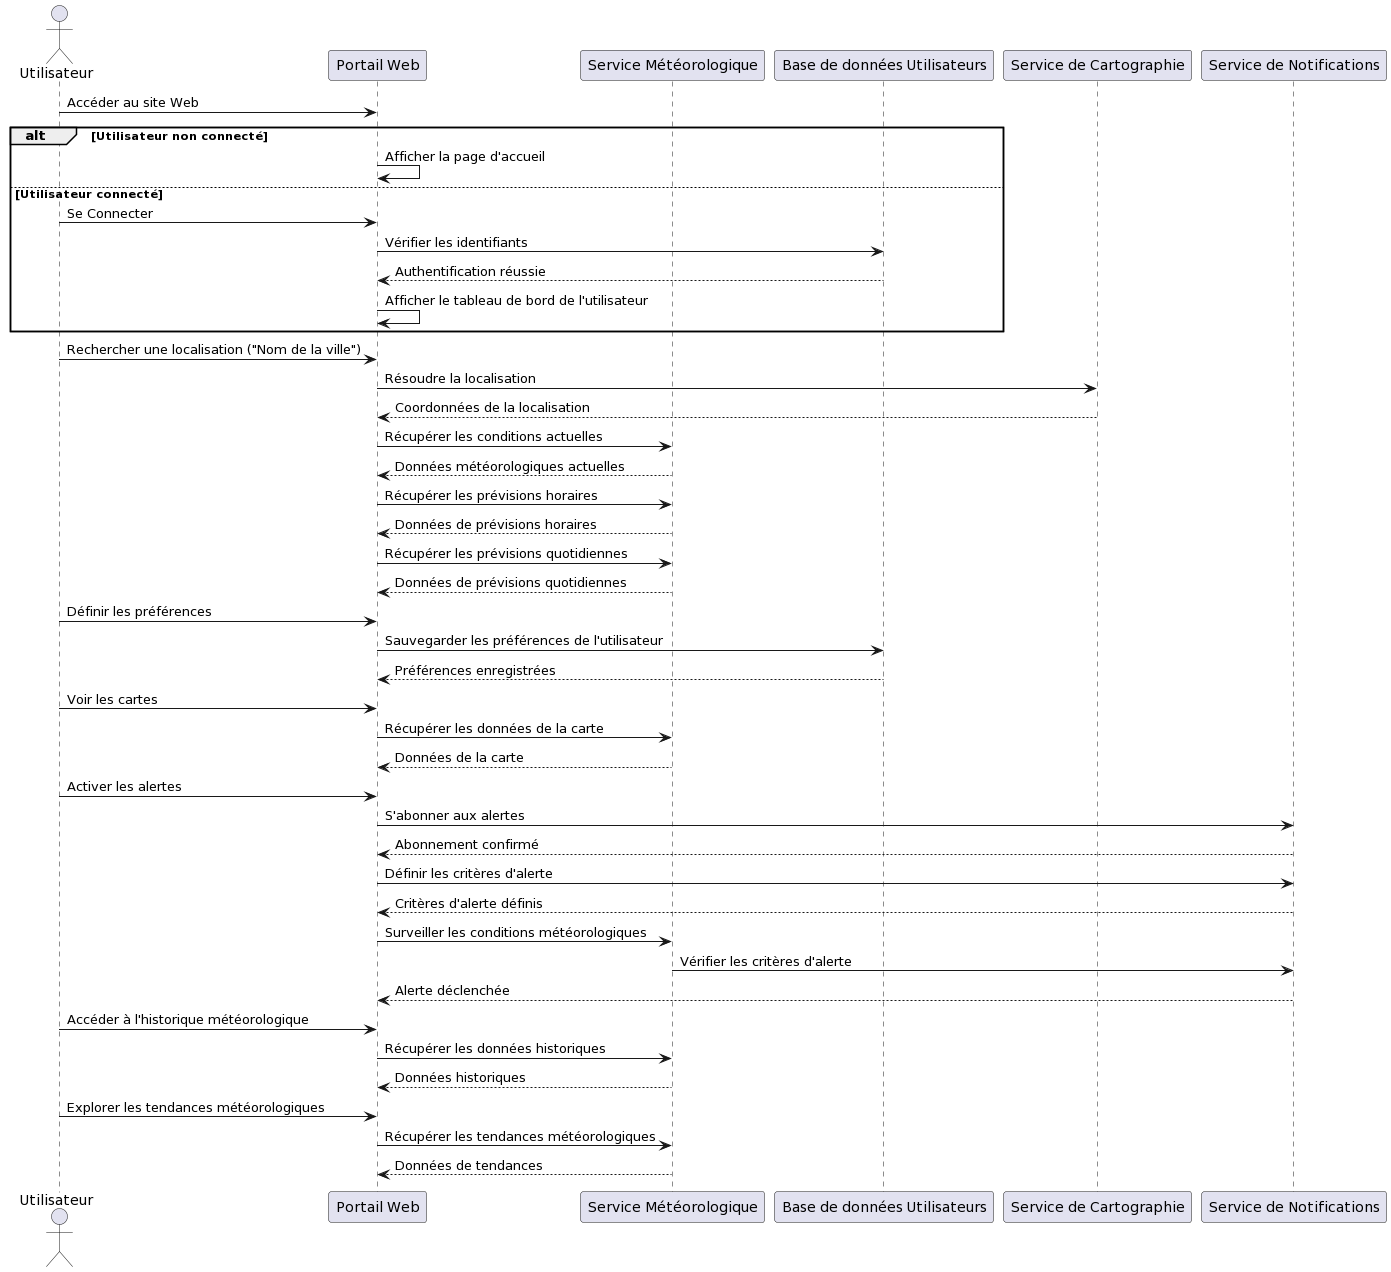 Utilisateur
Portail Web
Service Météorologique
Base de données Utilisateurs
Service de Cartographie
Service de Notifications
Accéder au site Web
alt
[Utilisateur non connecté]
Afficher la page d'accueil
[Utilisateur connecté]
Se Connecter
Vérifier les identifiants
Authentification réussie
Afficher le tableau de bord de l'utilisateur
Rechercher une localisation ("Nom de la ville")
Résoudre la localisation
Coordonnées de la localisation
Récupérer les conditions actuelles
Données météorologiques actuelles
Récupérer les prévisions horaires
Données de prévisions horaires
Récupérer les prévisions quotidiennes
Données de prévisions quotidiennes
Définir les préférences
Sauvegarder les préférences de l'utilisateur
Préférences enregistrées
Voir les cartes
Récupérer les données de la carte
Données de la carte
Activer les alertes
S'abonner aux alertes
Abonnement confirmé
Définir les critères d'alerte
Critères d'alerte définis
Surveiller les conditions météorologiques
Vérifier les critères d'alerte
Alerte déclenchée
Accéder à l'historique météorologique
Récupérer les données historiques
Données historiques
Explorer les tendances météorologiques
Récupérer les tendances météorologiques
Données de tendances
Utilisateur
Portail Web
Service Météorologique
Base de données Utilisateurs
Service de Cartographie
Service de Notifications